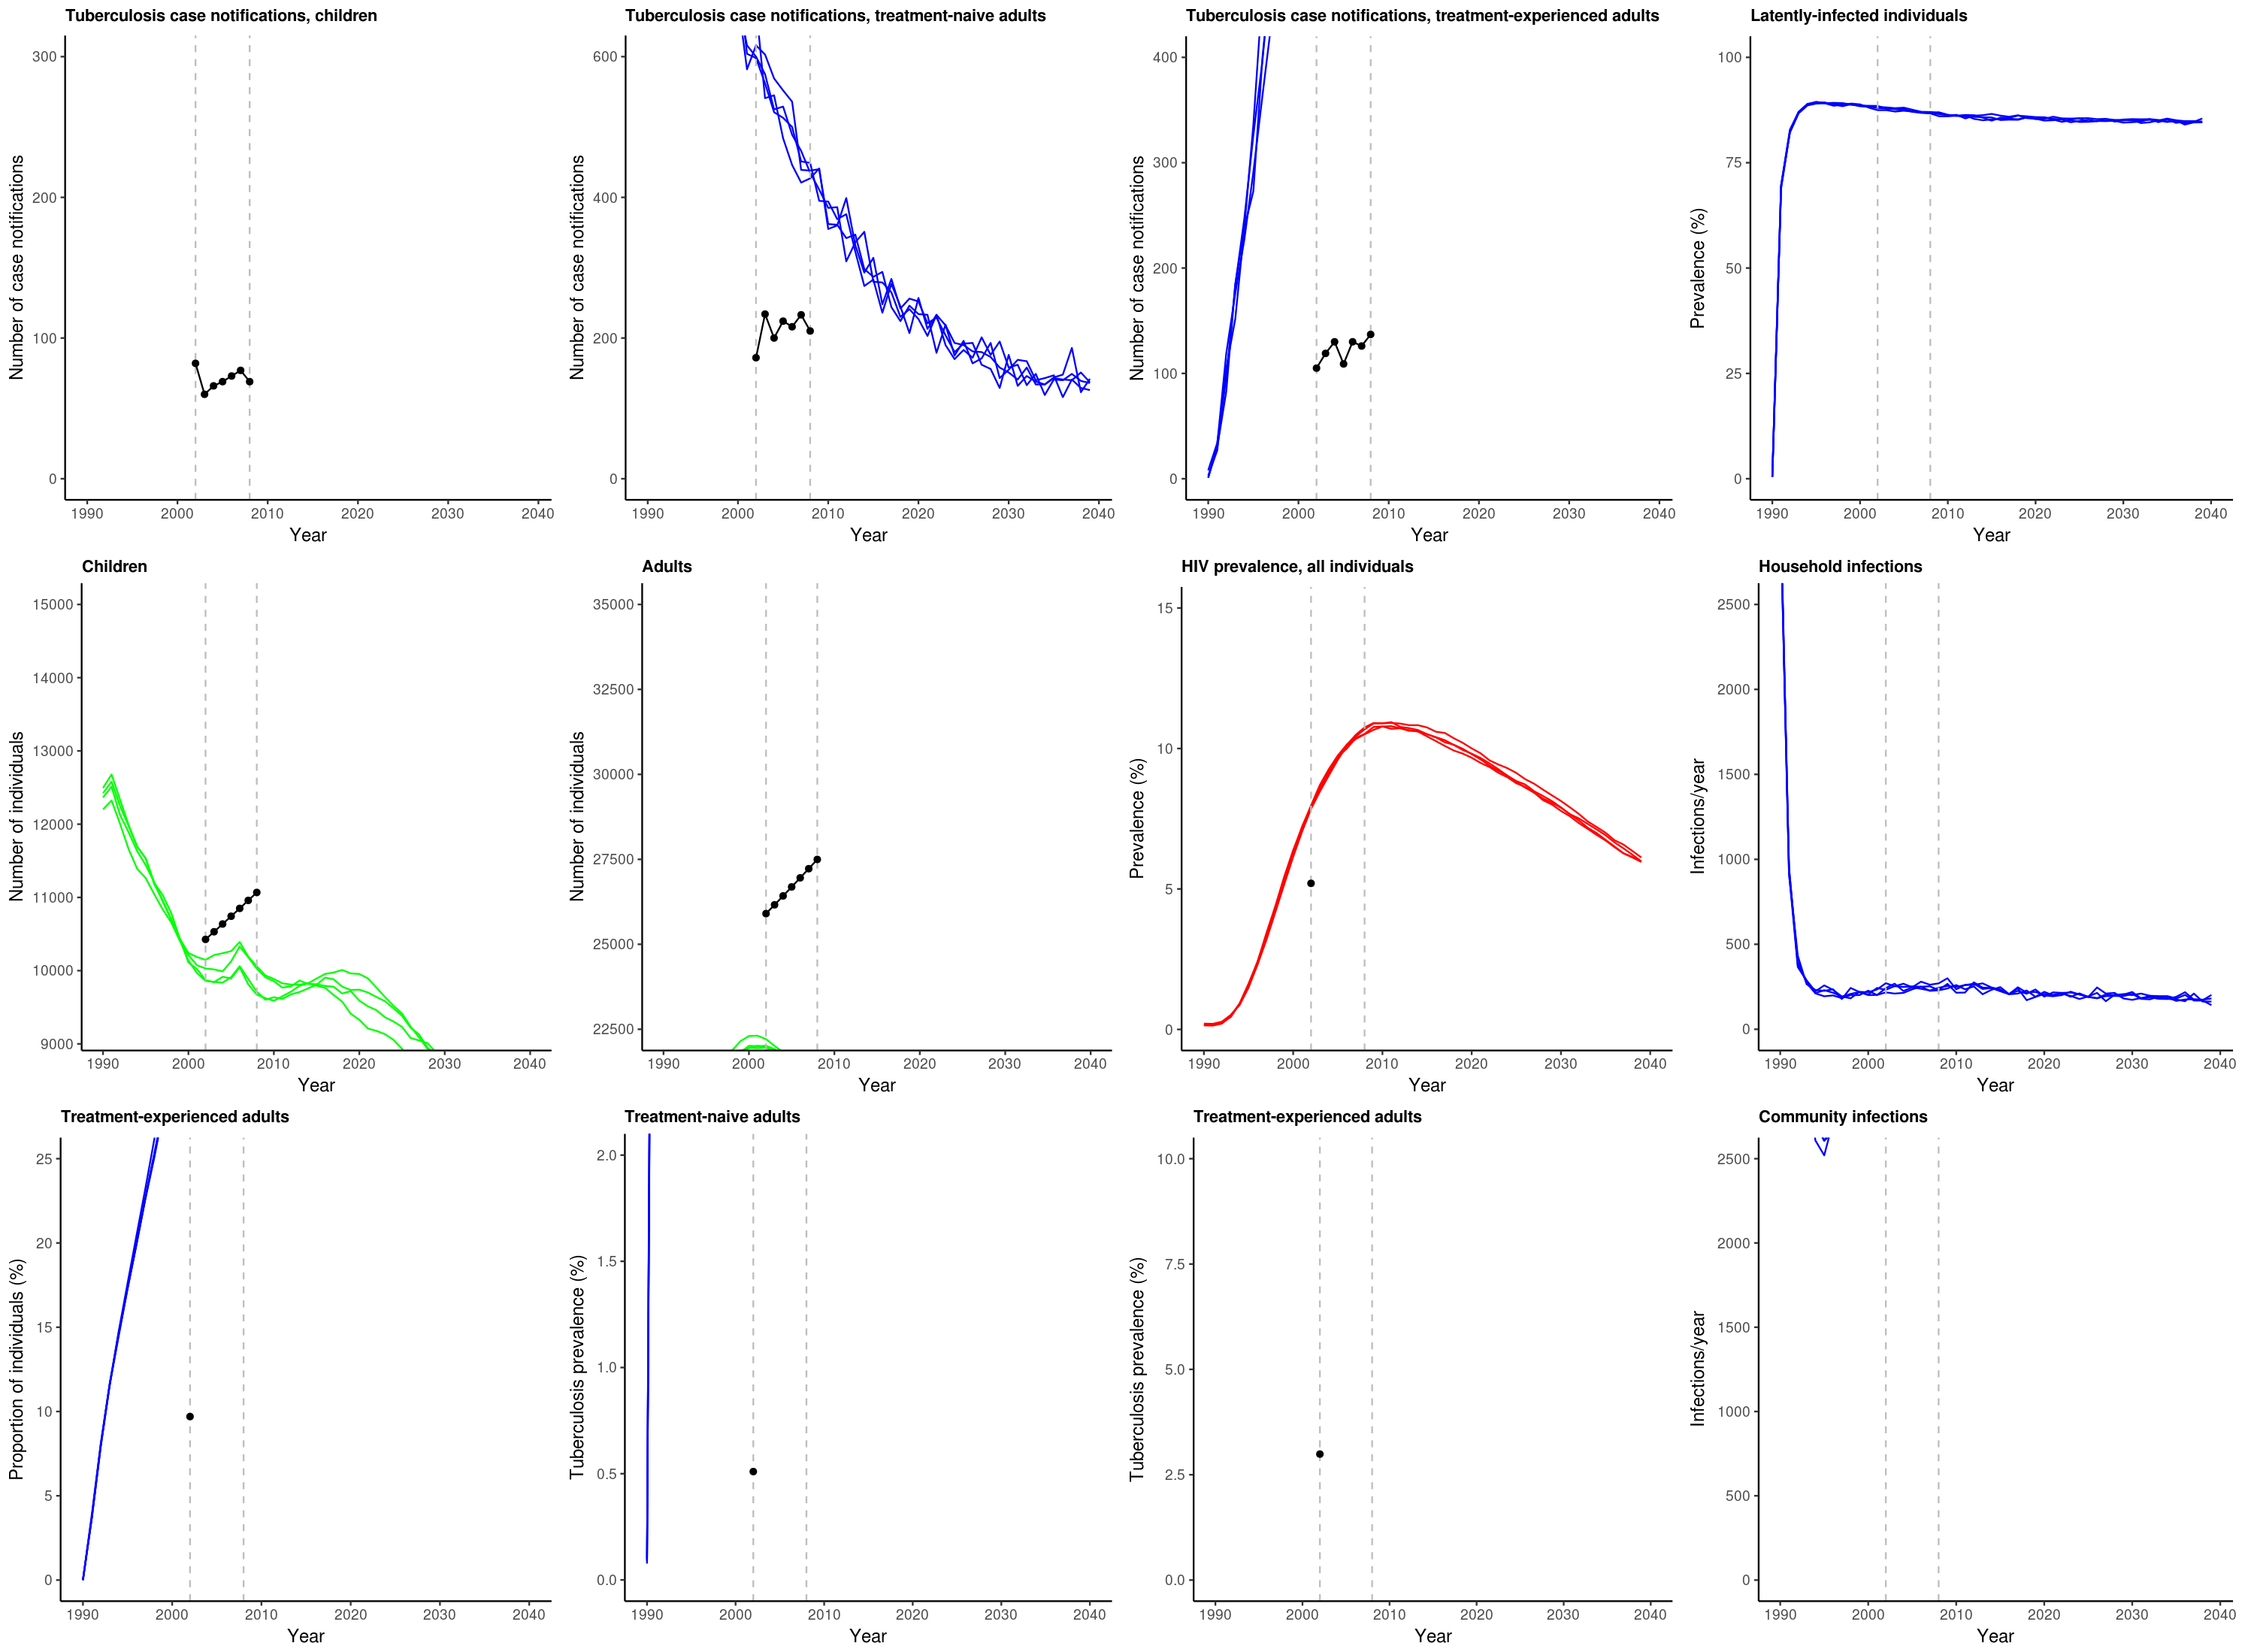 Tuberculosis case notifications, children
Number of case notifications
300
200
100
0
1990 2000 2010 2020 2030 2040
Year
Tuberculosis case notifications, treatment-naive adults
Number of case notifications
600
400
200
0
1990 2000 2010 2020 2030 2040
Year
Tuberculosis case notifications, treatment-experienced adults
Number of case notifications
400
300
200
100
0
1990 2000 2010 2020 2030 2040
Year
Latently-infected individuals
Prevalence (%)
100
75
50
25
0
1990 2000 2010 2020 2030 2040
Year
Children
Number of individuals
15000
14000
13000
12000
11000
10000
9000
1990 2000 2010 2020 2030 2040
Year
Adults
Number of individuals
35000
32500
30000
27500
25000
22500
1990 2000 2010 2020 2030 2040
Year
HIV prevalence, all individuals
Prevalence (%)
15
10
5
0
1990 2000 2010 2020 2030 2040
Year
Household infections
Infections/year
2500
2000
1500
1000
500
0
1990 2000 2010 2020 2030 2040
Year
Treatment-experienced adults
Proportion of individuals (%)
25
20
15
10
5
0
1990 2000 2010 2020 2030 2040
Year
Treatment-naive adults
Tuberculosis prevalence (%)
2.0
1.5
1.0
0.5
0.0
1990 2000 2010 2020 2030 2040
Year
Treatment-experienced adults
Tuberculosis prevalence (%)
10.0
7.5
5.0
2.5
0.0
1990 2000 2010 2020 2030 2040
Year
Community infections
Infections/year
2500
2000
1500
1000
500
0
1990 2000 2010 2020 2030 2040
Year